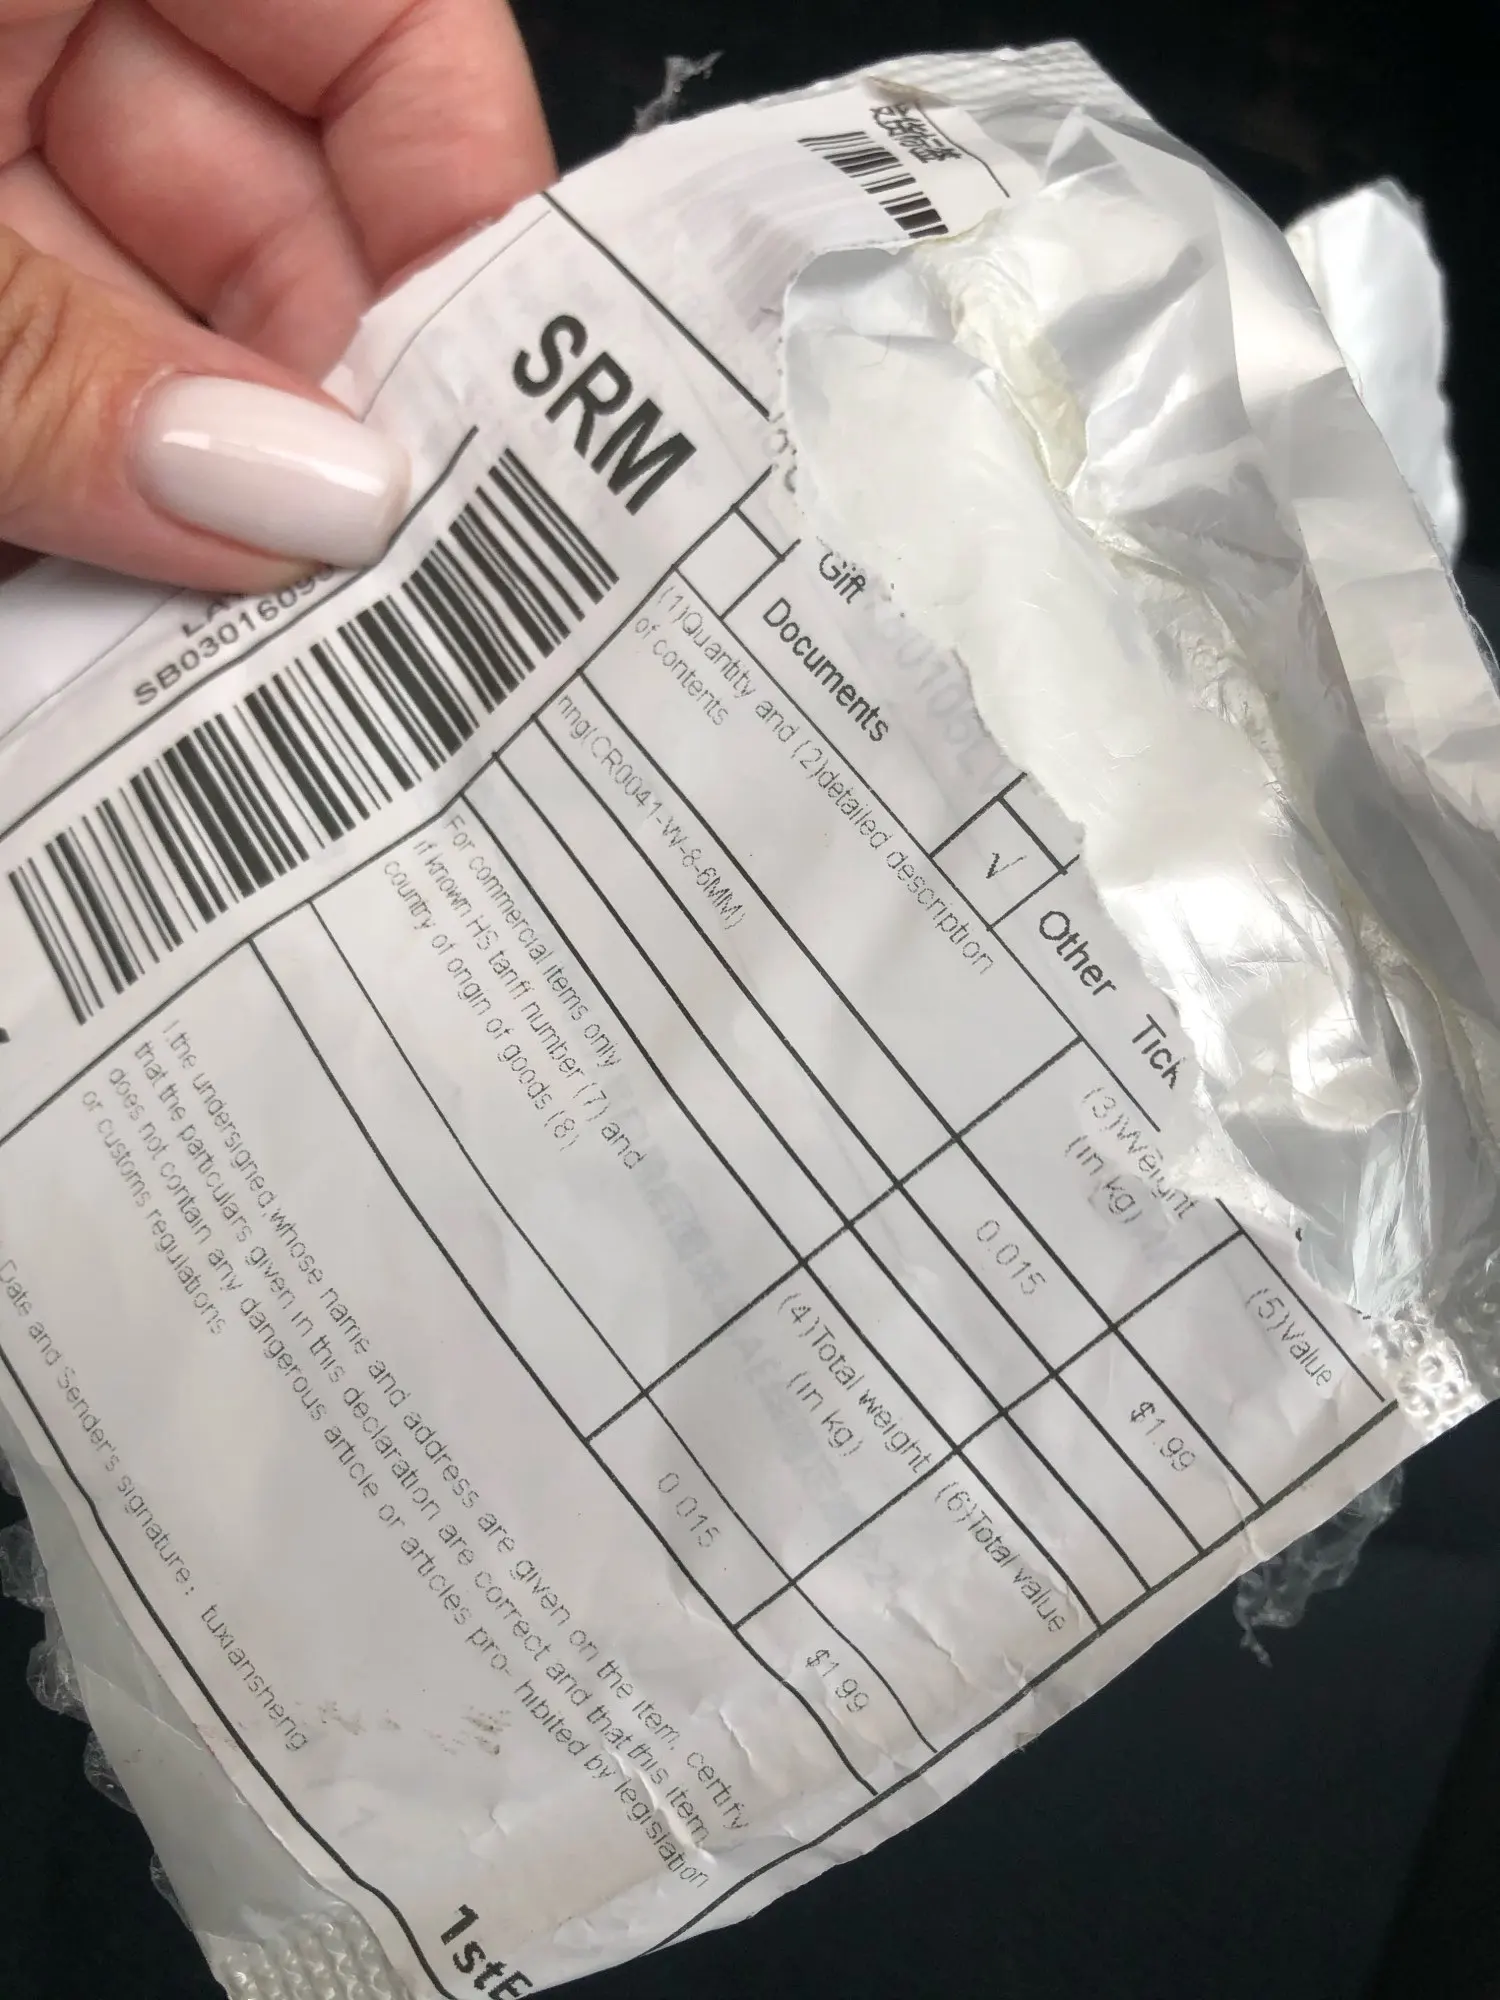 SRM
SB0301609
Gift
Documents
√ Other Tick
(1)Quantity and (2)detailed description
of contents
(3)Weight
(in kg)
(5)Value
nng(CR0041-W-8-6MM)
0.015
$1.99
For commercial items only
if known HS tariff number (7) and
country of origin of goods (8)
(4)Total weight
(in kg)
(6)Total value
0.015
$1.99
I,the undersigned,whose name and address are given on the item, certify
that the particulars given in this declaration are correct and that this item
does not contain any dangerous article or articles pro- hibited by legislation
or customs regulations
Date and Sender's signature: tuxiansheng
1stE